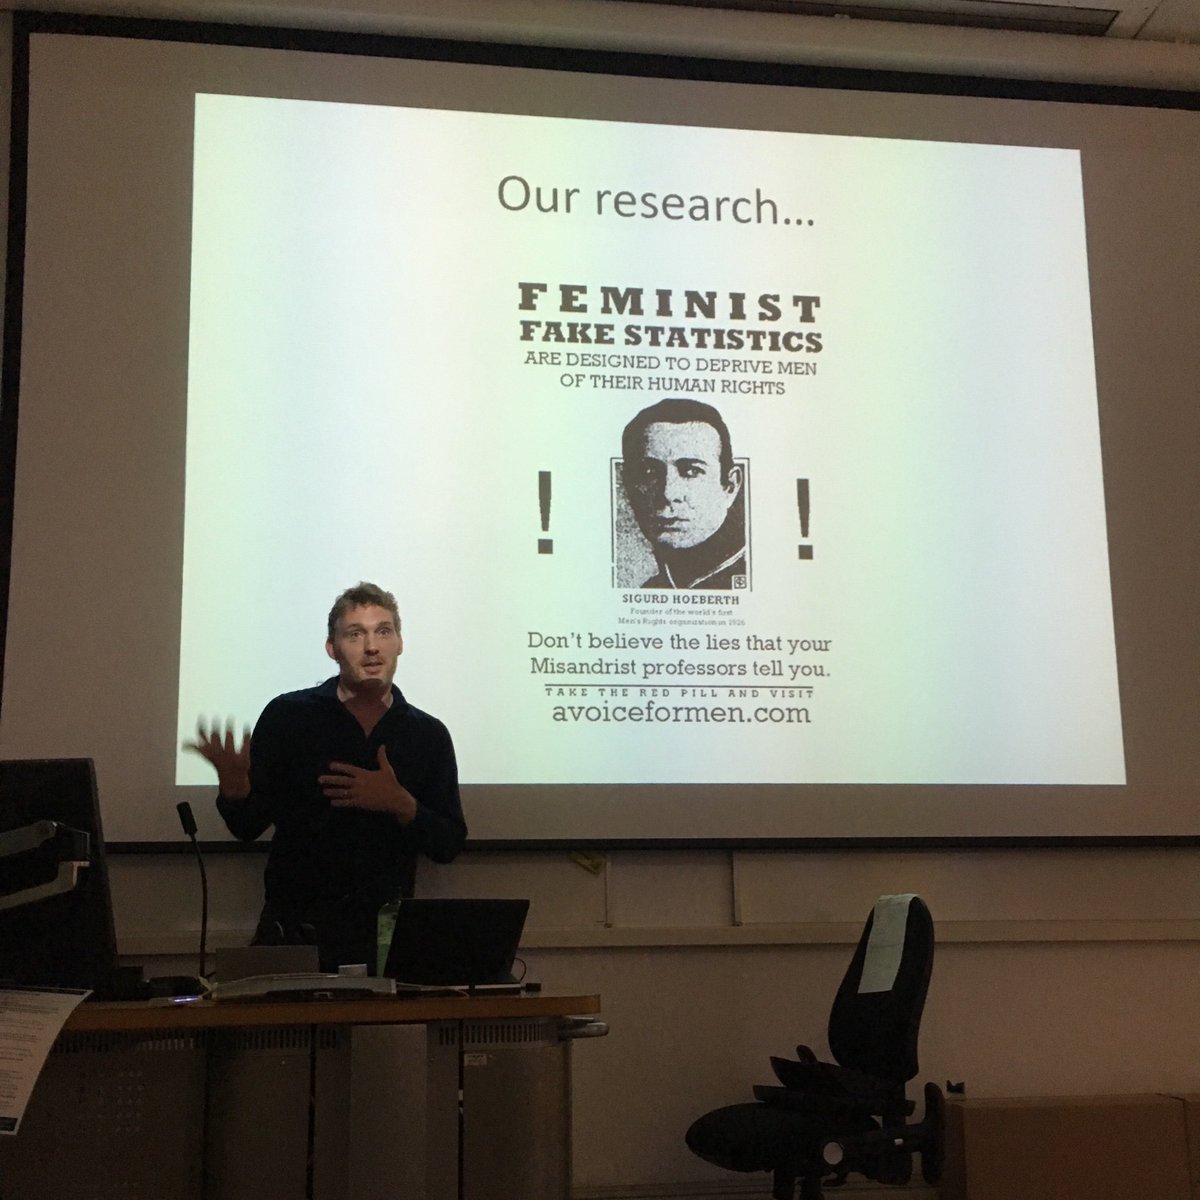 Our research...
FEMINIST
FAKE STATISTICS
ARE DESIGNED TO DEPRIVE MEN
OF THEIR HUMAN RIGHTS
! !
SIGURD HOEBERTH
Founder of the world's first
Men's Rights organization in 1926
Don't believe the lies that your
Misandrist professors tell you.
TAKE THE RED PILL AND VISIT
avoiceformen.com